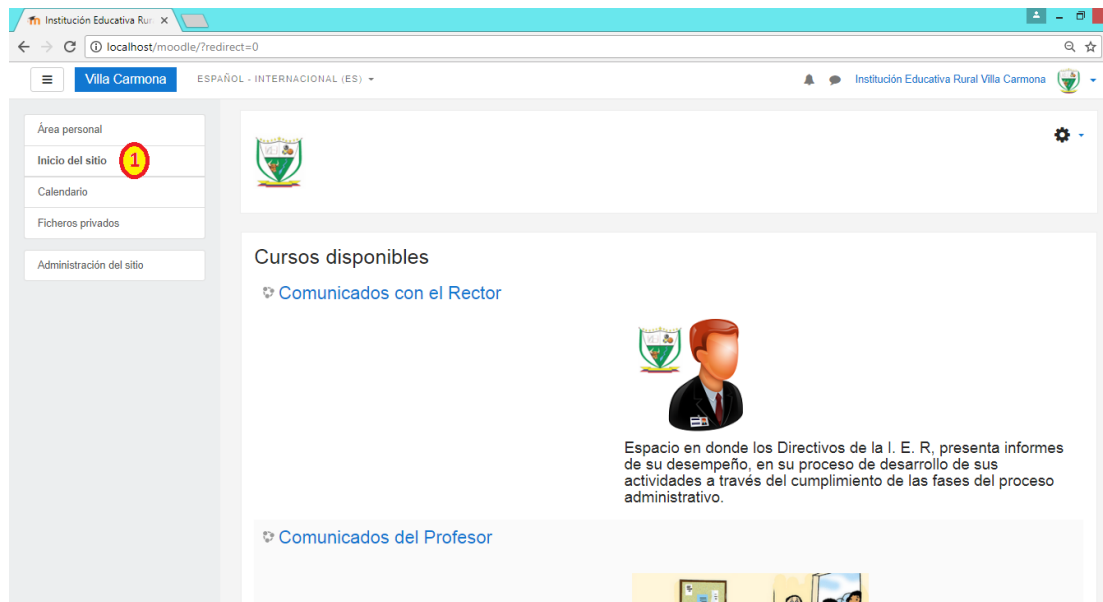 Institución Educativa Rur
localhost/moodle/?redirect=0
Villa Carmona
ESPAÑOL - INTERNACIONAL (ES)
Institución Educativa Rural Villa Carmona
Área personal
Inicio del sitio
1
Calendario
Ficheros privados
Administración del sitio
Cursos disponibles
Comunicados con el Rector
Espacio en donde los Directivos de la I. E. R, presenta informes
de su desempeño, en su proceso de desarrollo de sus
actividades a través del cumplimiento de las fases del proceso
administrativo.
Comunicados del Profesor